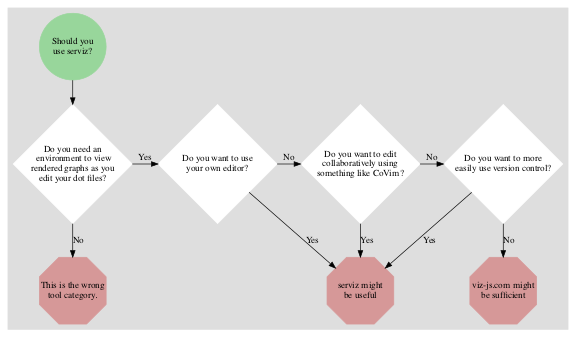 Should you
use serviz?
Do you need an
environment to view
rendered graphs as you
edit your dot files?
Yes
Do you want to use
your own editor?
No
Do you want to edit
collaboratively using
something like CoVim?
No
Do you want to more
easily use version control?
No
Yes
Yes
Yes
No
This is the wrong
tool category.
serviz might
be useful
viz-js.com might
be sufficient